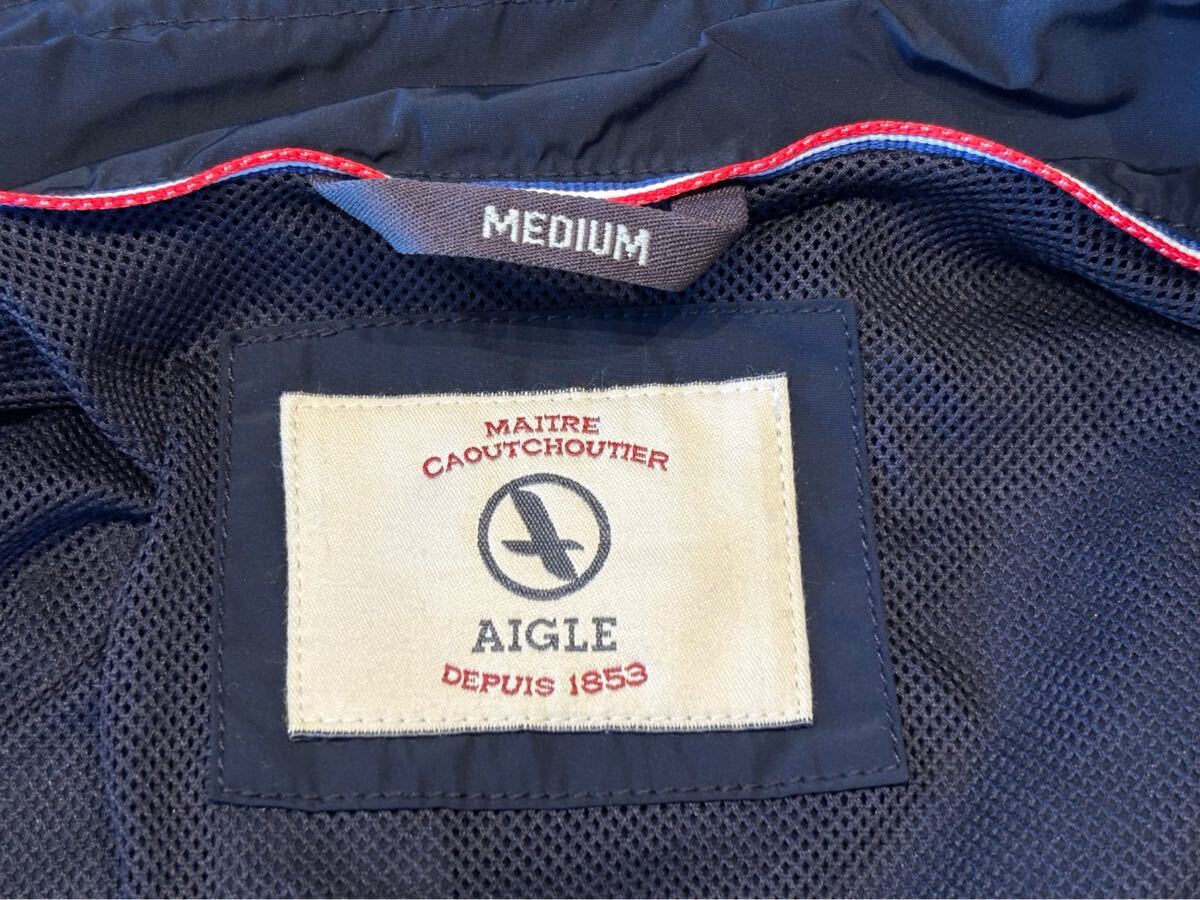 MEDIUM
MAITRE
CAOUTCHOUTIER
AIGLE
DEPUIS 1853